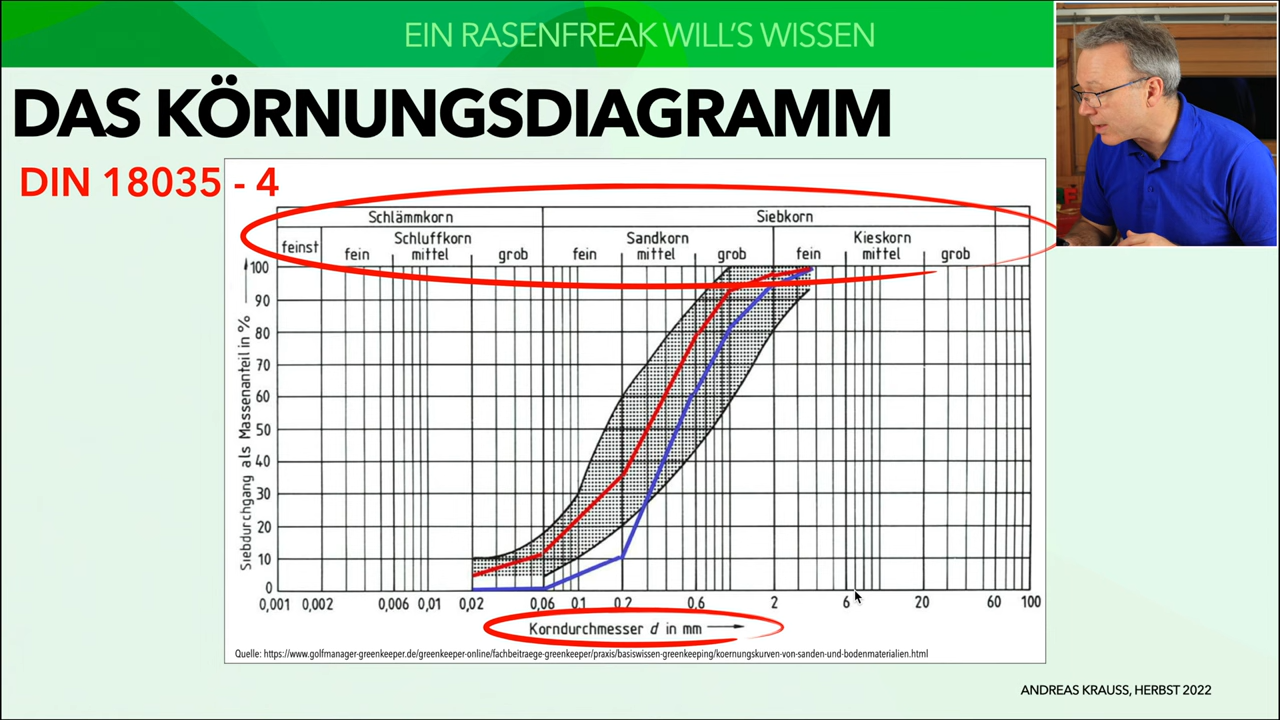 EIN RASENFREAK WILL'S WISSEN
DAS KÖRNUNGSDIAGRAMM
DIN 18035 - 4
Schlämmkorn Siebkorn
feinst Schluffkorn Sandkorn Kieskorn
fein mittel grob fein mittel grob fein mittel grob
Siebdurchgang als Massenanteil in %
100
90
80
70
60
50
40
30
20
10
0
0,001 0,002 0,006 0,01 0,02 0,06 0,1 0,2 0,6 2 6 20 60 100
Korndurchmesser d in mm
Quelle: https://www.golfmanager-greenkeeper.de/greenkeeper-online/fachbeitraege-greenkeeper/praxis/basiswissen-greenkeeping/koernungskurven-von-sanden-und-bodenmaterialien.html
ANDREAS KRAUSS, HERBST 2022